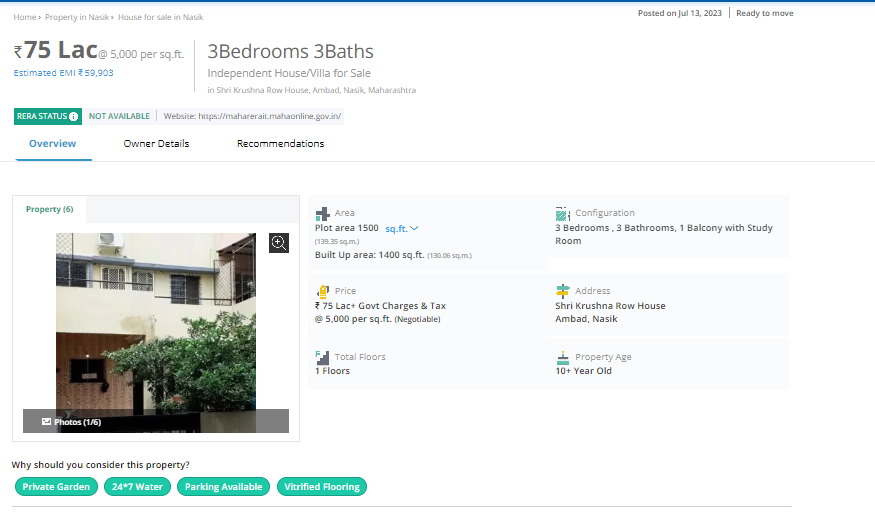 Home › Property in Nasik › House for sale in Nasik
Posted on Jul 13, 2023 | Ready to move
₹75 Lac @ 5,000 per sq.ft.
Estimated EMI ₹ 59,903
3Bedrooms 3Baths
Independent House/Villa for Sale
in Shri Krushna Row House, Ambad, Nasik, Maharashtra
RERA STATUS i NOT AVAILABLE | Website: https://maharerait.mahaonline.gov.in/
Overview Owner Details Recommendations
Property (6)
Photos (1/6)
Area
Plot area 1500 sq.ft.
(139.35 sq.m.)
Built Up area: 1400 sq.ft. (130.06 sq.m.)
Configuration
3 Bedrooms , 3 Bathrooms, 1 Balcony with Study
Room
Price
₹ 75 Lac+ Govt Charges & Tax
@ 5,000 per sq.ft. (Negotiable)
Address
Shri Krushna Row House
Ambad, Nasik
Total Floors
1 Floors
Property Age
10+ Year Old
Why should you consider this property?
Private Garden 24*7 Water Parking Available Vitrified Flooring